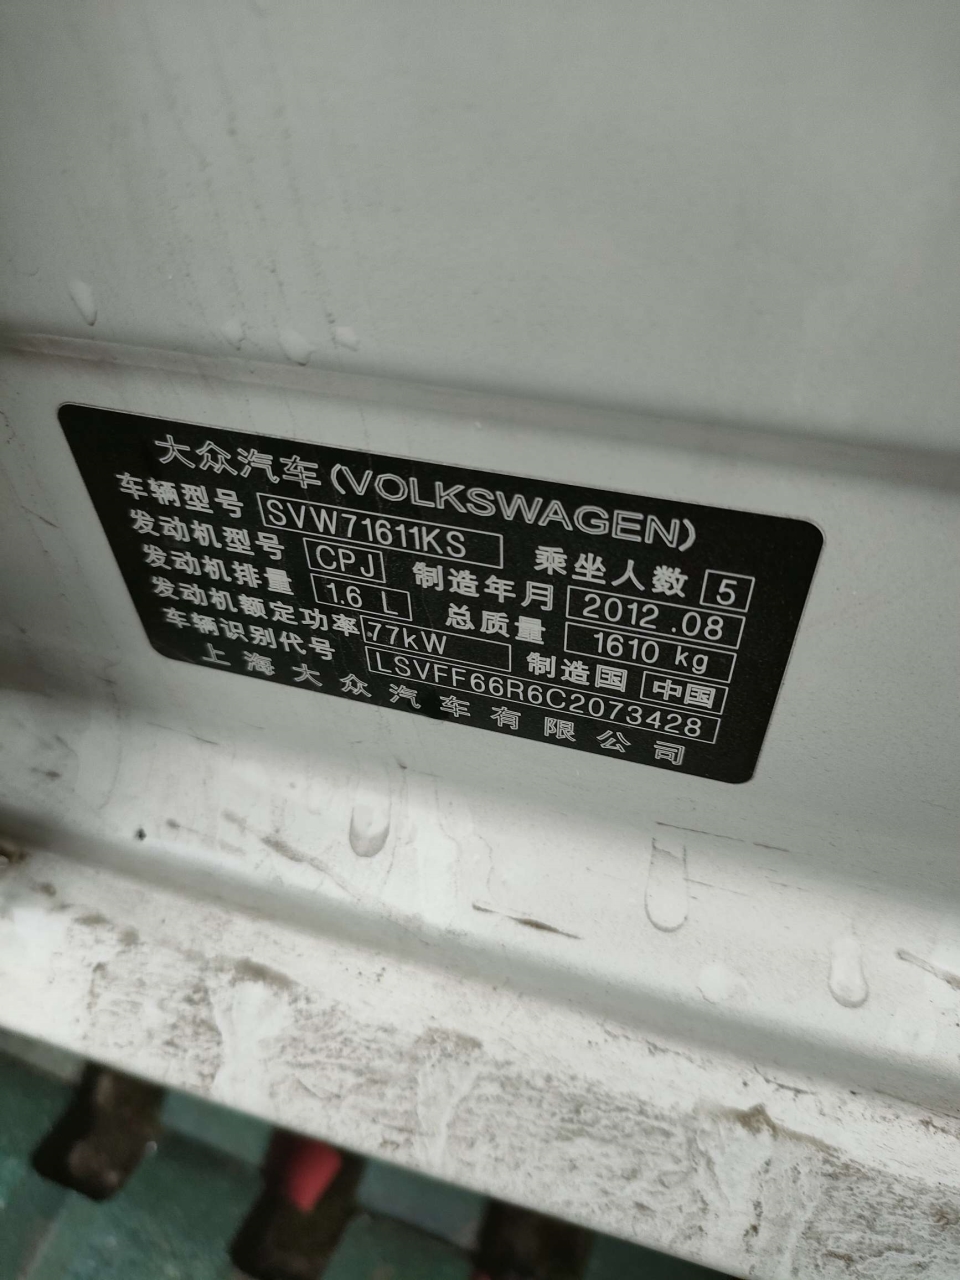 大众汽车(VOLKSWAGEN)
车辆型号 SVW71611KS 乘坐人数 5
发动机型号 CPJ 制造年月 2012.08
发动机排量 1.6 L 总质量 1610 kg
发动机额定功率 77kW 制造国 中国
车辆识别代号 LSVFF66R6C2073428
上海大众汽车有限公司